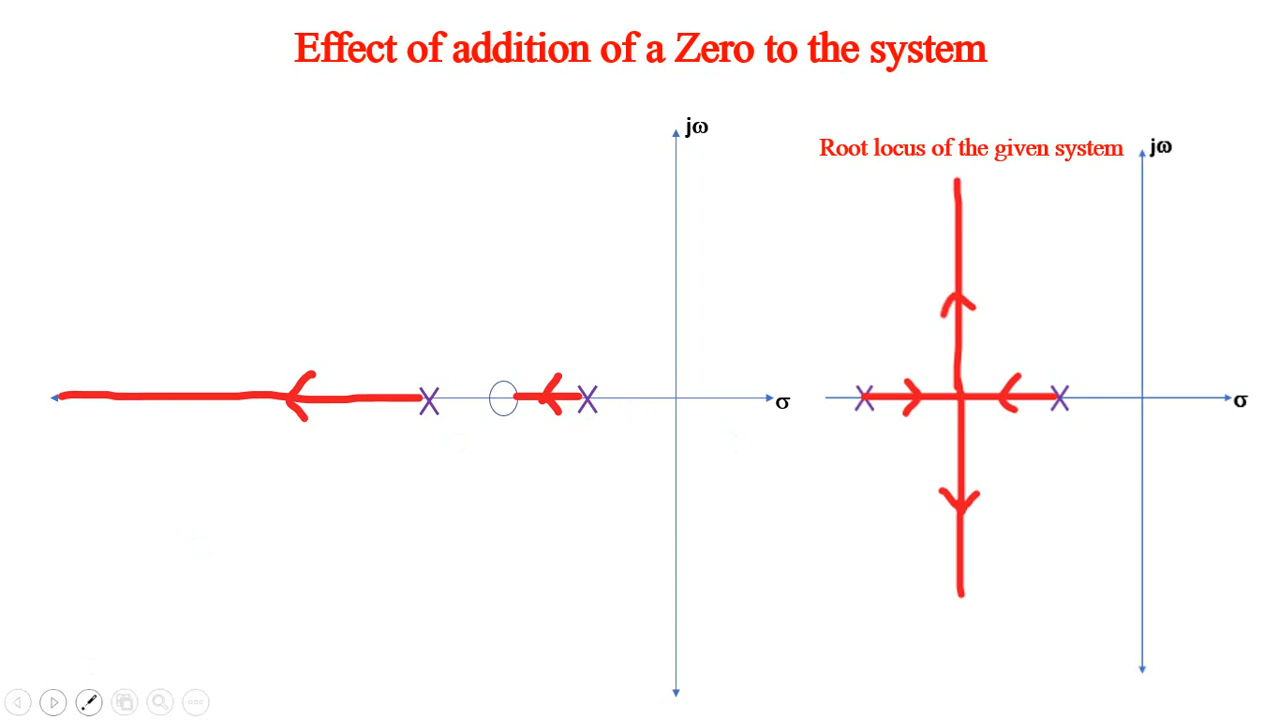 Effect of addition of a Zero to the system
jω
Root locus of the given system
jω
σ
σ